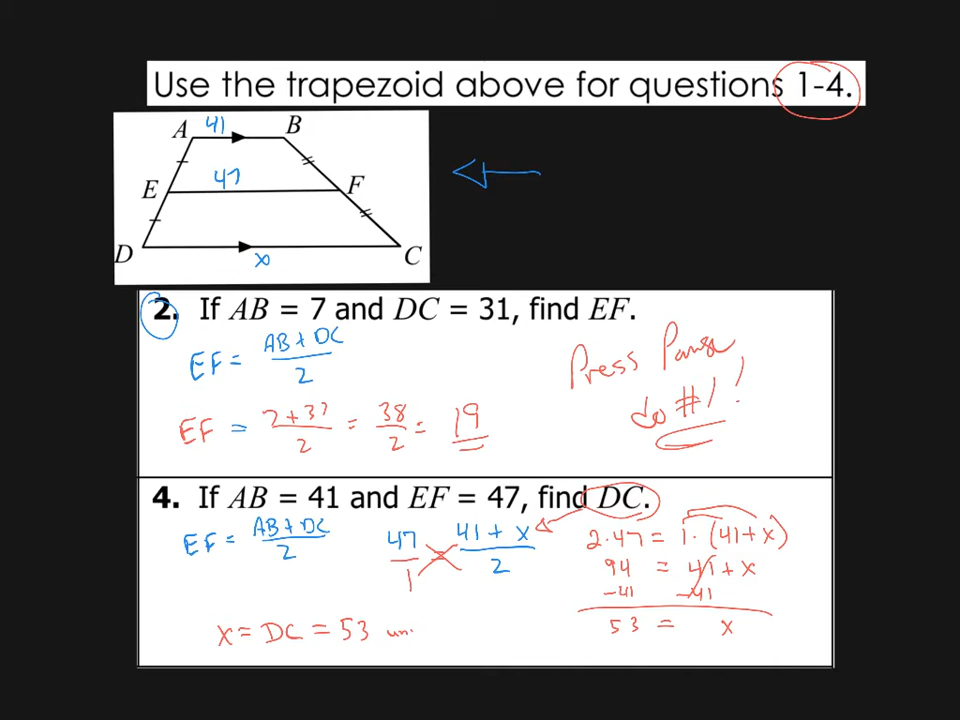 Use the trapezoid above for questions 1-4.
A 41 B
E 47 F
D x C
2. If AB = 7 and DC = 31, find EF.
EF = AB + DC / 2
EF = 7+31 / 2 = 38 / 2 = 19
Press Pause
do #1!
4. If AB = 41 and EF = 47, find DC.
EF = AB + DC / 2
47 / 1 = 41 + x / 2
2·47 = 1·(41+x)
94 = 41 + x
-41 -41
53 = x
x = DC = 53 un.